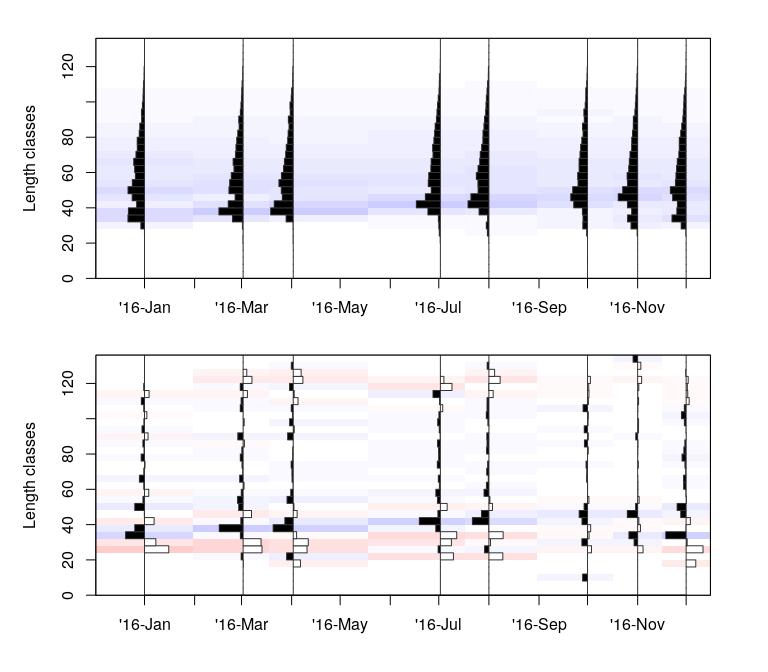 Length classes
120
80
60
40
20
0
'16-Jan
'16-Mar
'16-May
'16-Jul
'16-Sep
'16-Nov
Length classes
120
80
60
40
20
0
'16-Jan
'16-Mar
'16-May
'16-Jul
'16-Sep
'16-Nov